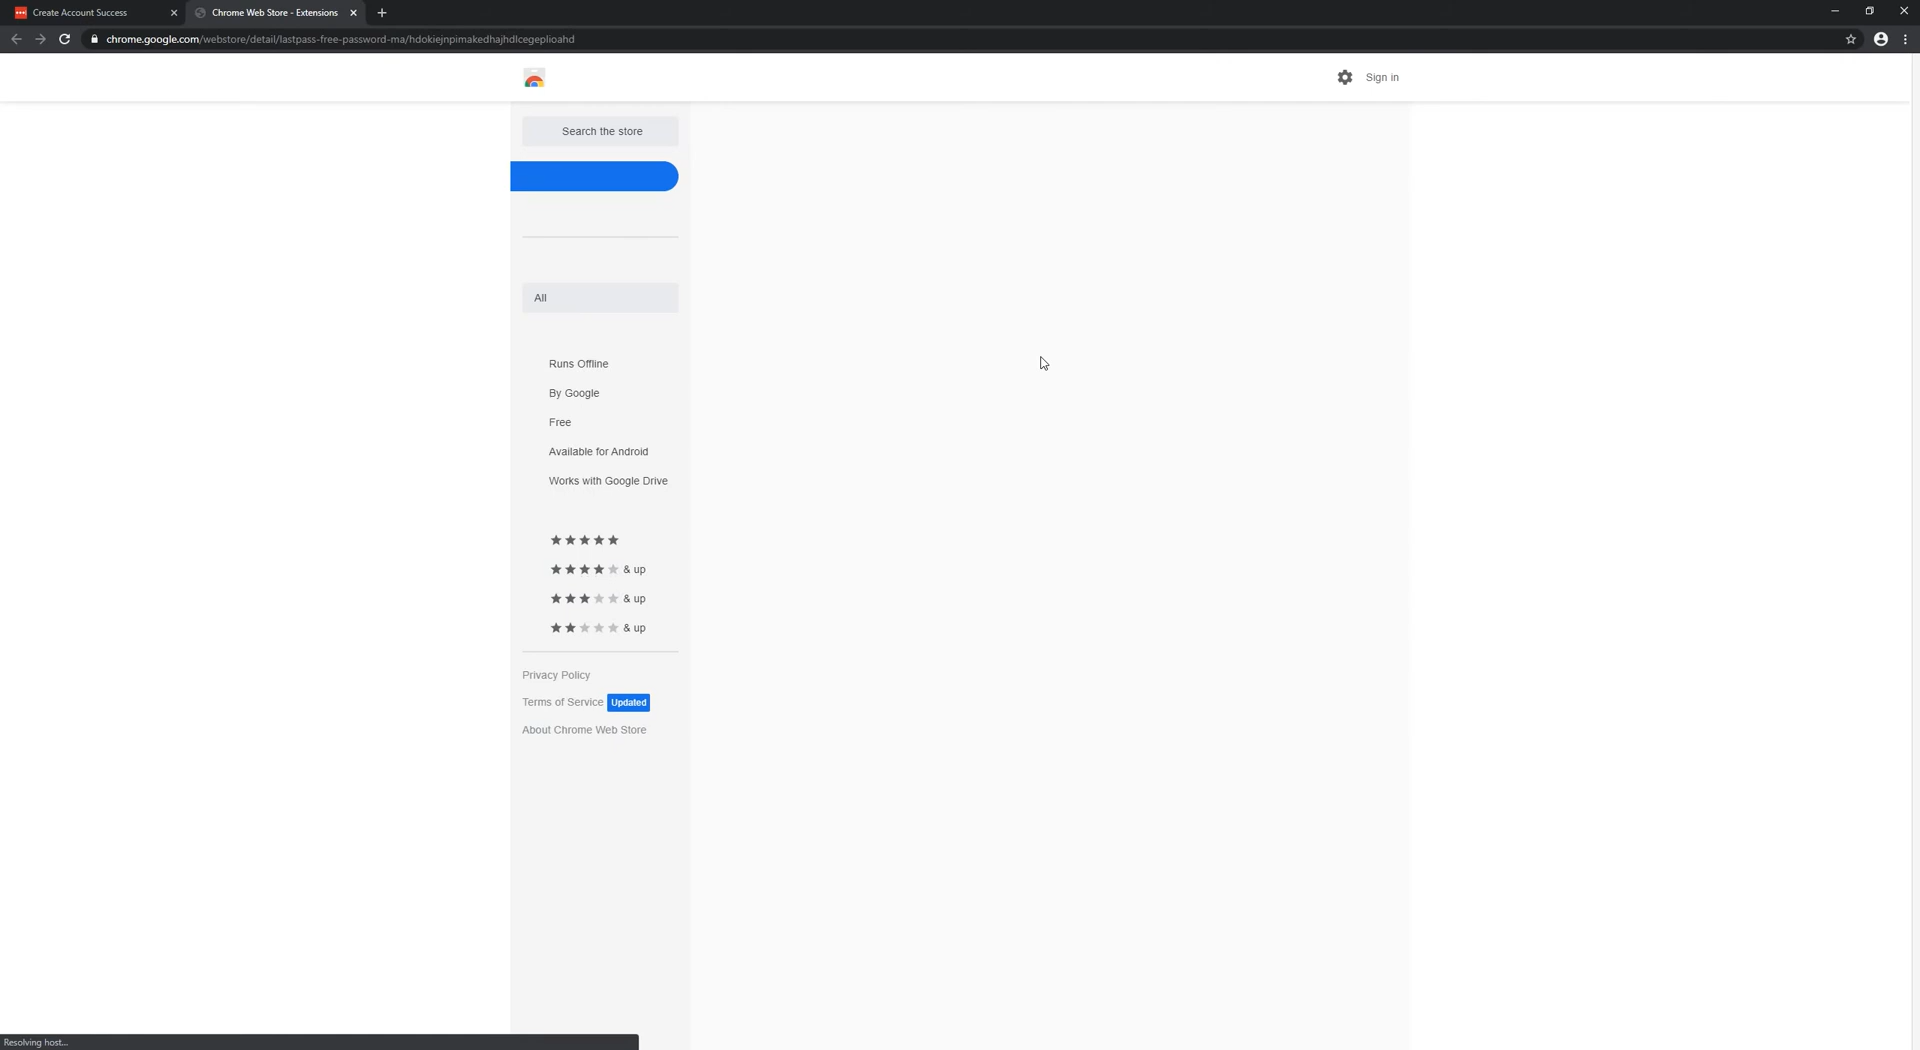 Create Account Success
Chrome Web Store - Extensions
chrome.google.com/webstore/detail/lastpass-free-password-ma/hdokiejnpimakedhajhdlcegeplioahd
Sign in
Search the store
All
Runs Offline
By Google
Free
Available for Android
Works with Google Drive
& up
& up
& up
Privacy Policy
Terms of Service Updated
About Chrome Web Store
Resolving host...